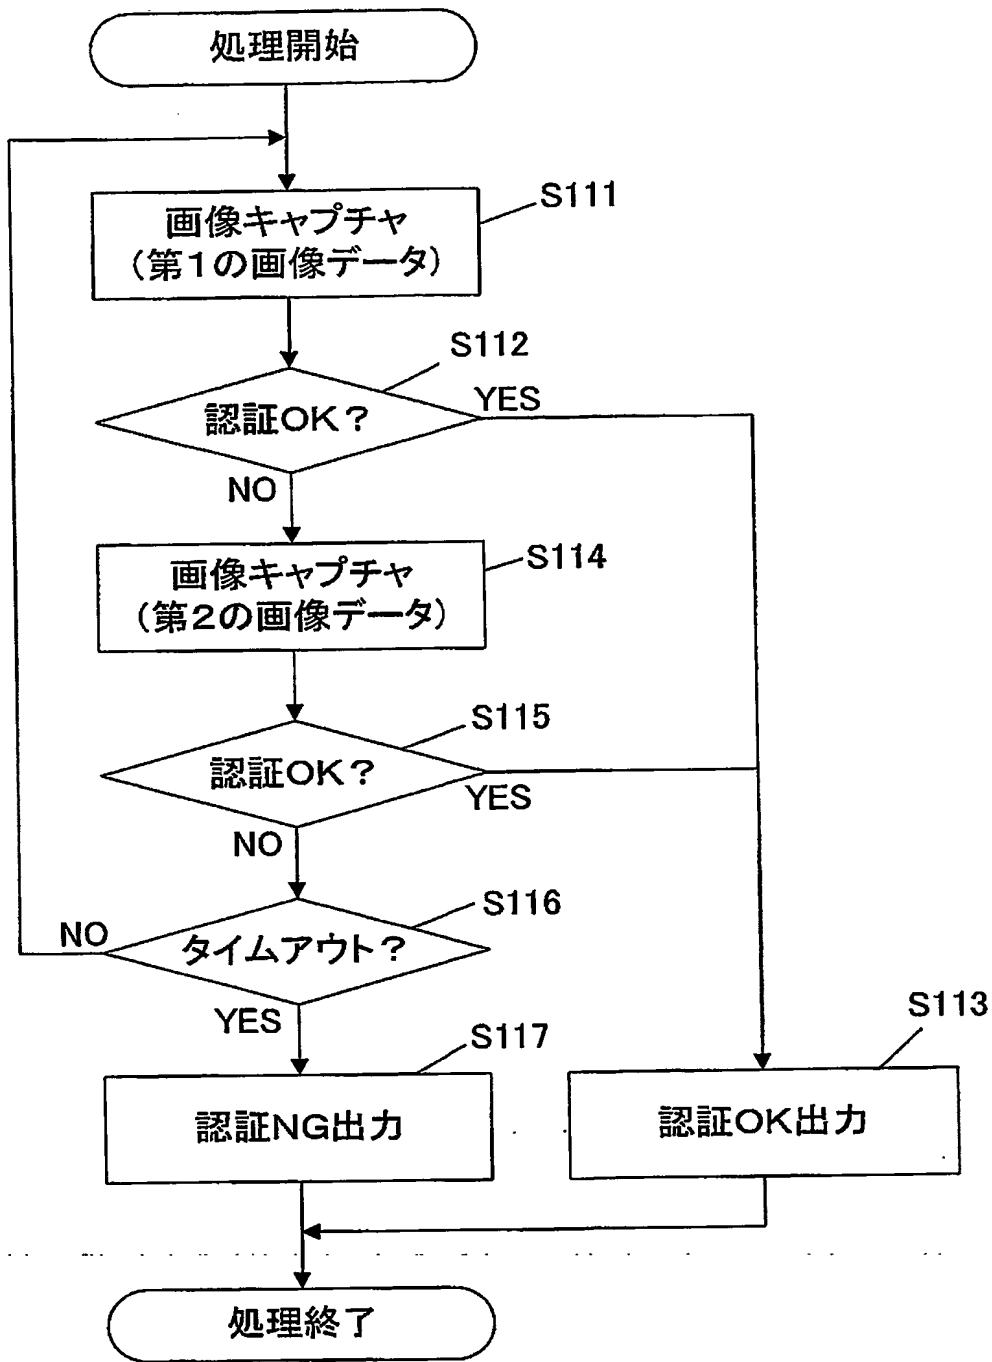 処理開始
S111
画像キャプチャ
(第1の画像データ)
S112
認証OK?
YES
NO
S114
画像キャプチャ
(第2の画像データ)
S115
認証OK?
YES
NO
S116
タイムアウト?
NO
YES
S117
S113
認証NG出力
認証OK出力
処理終了